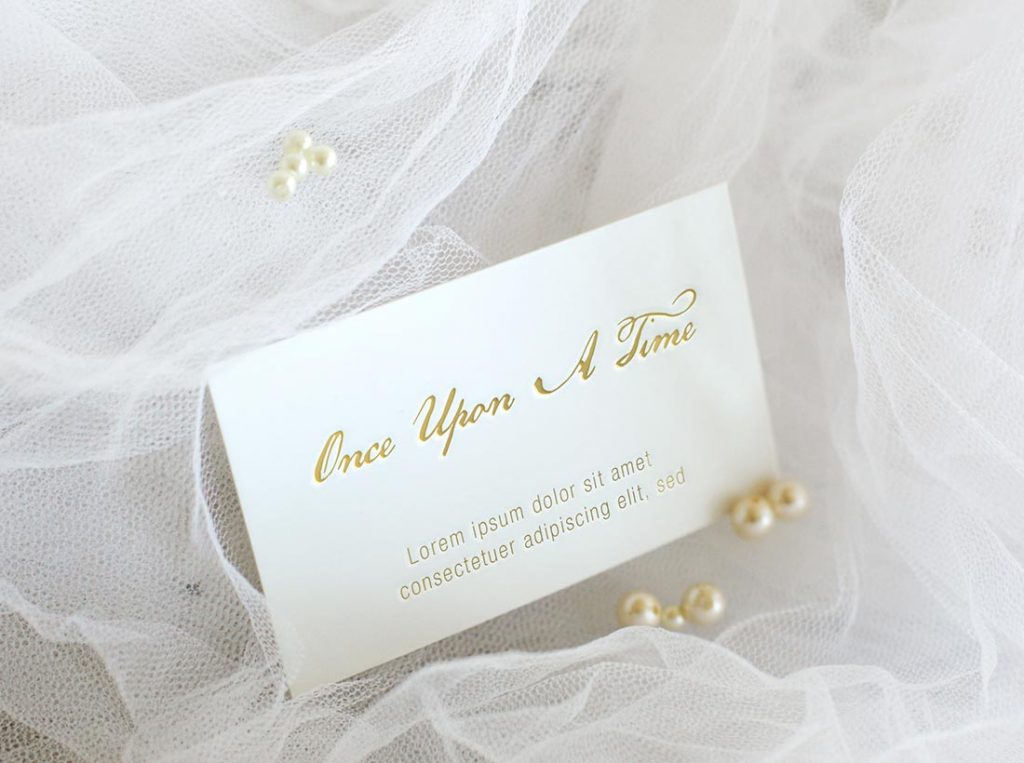 Once Upon A Time
Lorem ipsum dolor sit amet
consectetuer adipiscing elit, sed